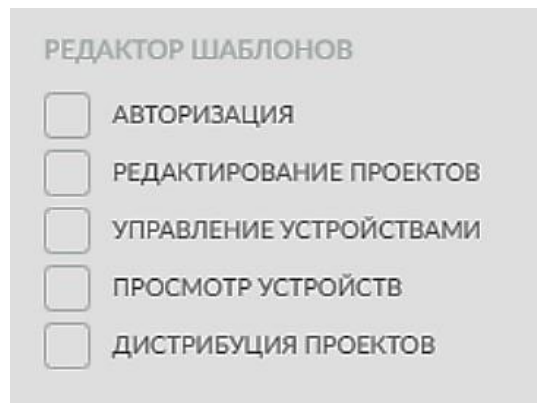 РЕДАКТОР ШАБЛОНОВ
АВТОРИЗАЦИЯ
РЕДАКТИРОВАНИЕ ПРОЕКТОВ
УПРАВЛЕНИЕ УСТРОЙСТВАМИ
ПРОСМОТР УСТРОЙСТВ
ДИСТРИБУЦИЯ ПРОЕКТОВ